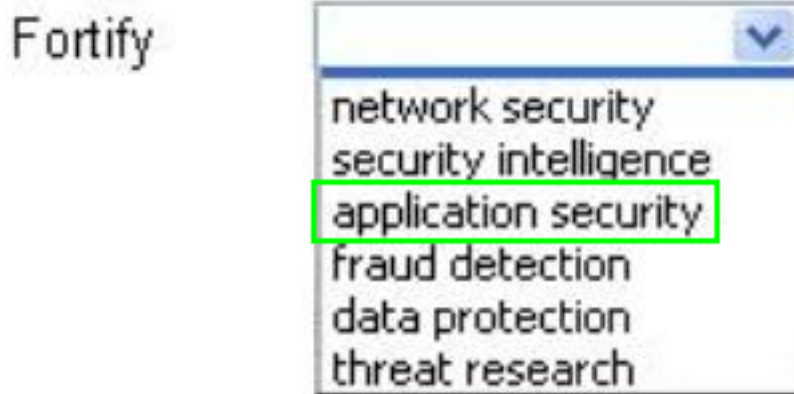 Fortify
network security
security intelligence
application security
fraud detection
data protection
threat research